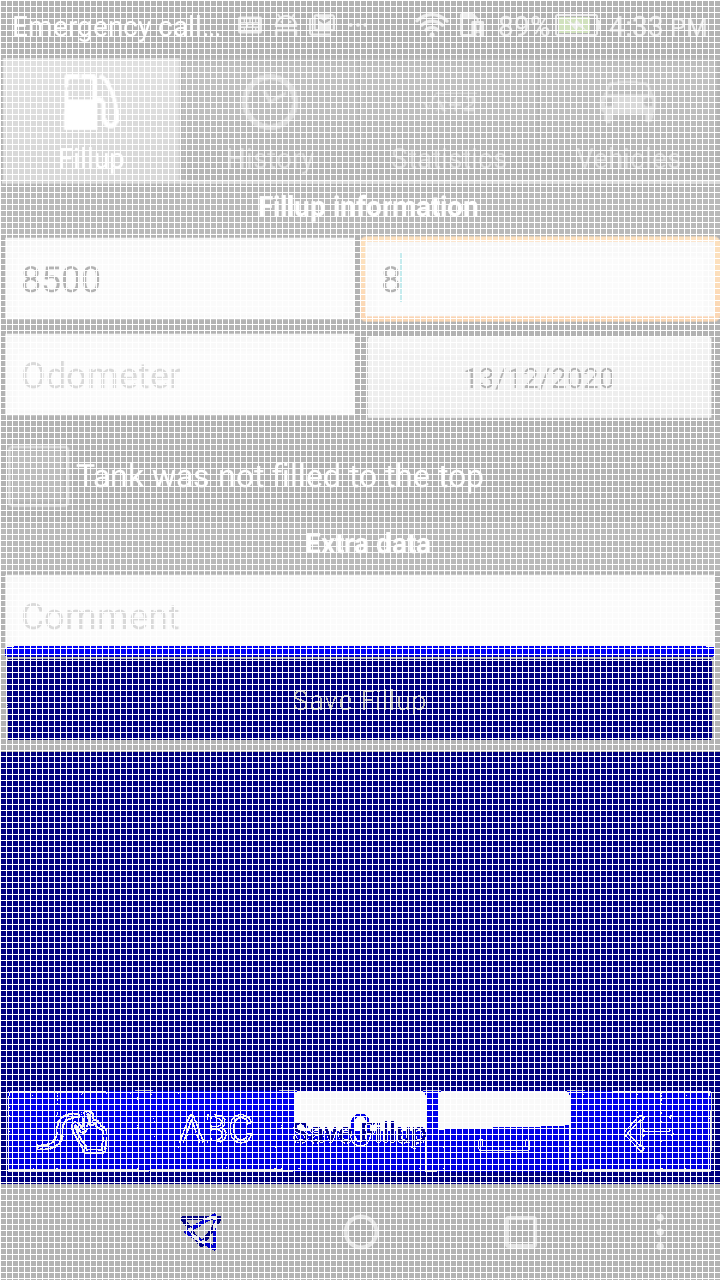 Emergency call... 89% 4:33 PM
Fillup History Statistics Vehicles
Fillup information
8500 8
Odometer 13/12/2020
Tank was not filled to the top
Extra data
Comment
Save Fillup
ABC Save Fillup